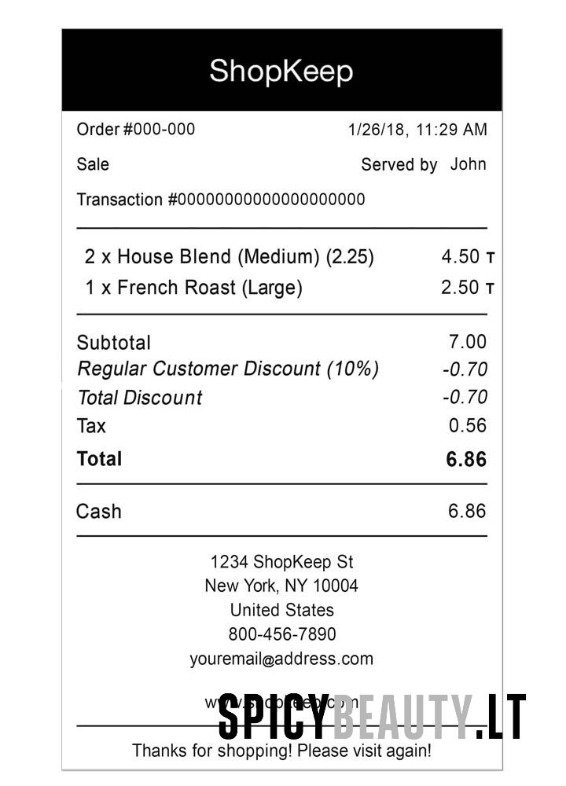 ShopKeep
Order #000-000 1/26/18, 11:29 AM
Sale Served by John
Transaction #00000000000000000000
2 x House Blend (Medium) (2.25) 4.50 T
1 x French Roast (Large) 2.50 T
Subtotal 7.00
Regular Customer Discount (10%) -0.70
Total Discount -0.70
Tax 0.56
Total 6.86
Cash 6.86
1234 ShopKeep St
New York, NY 10004
United States
800-456-7890
youremail@address.com
www.shopkeep.com
SPICYBEAUTY.LT
Thanks for shopping! Please visit again!